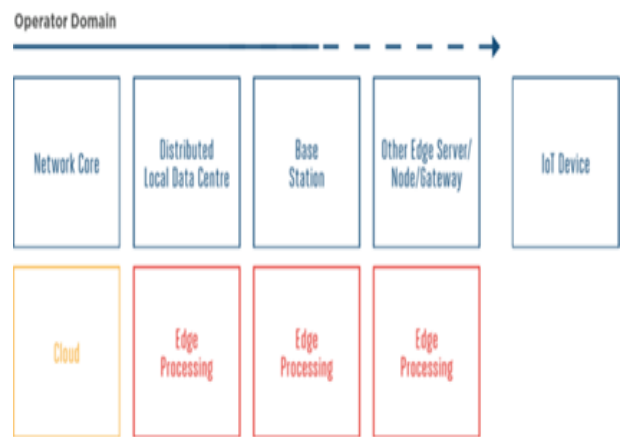 Operator Domain
Network Core
Distributed
Local Data Centre
Base
Station
Other Edge Server/
Node/Gateway
IoT Device
Cloud
Edge
Processing
Edge
Processing
Edge
Processing